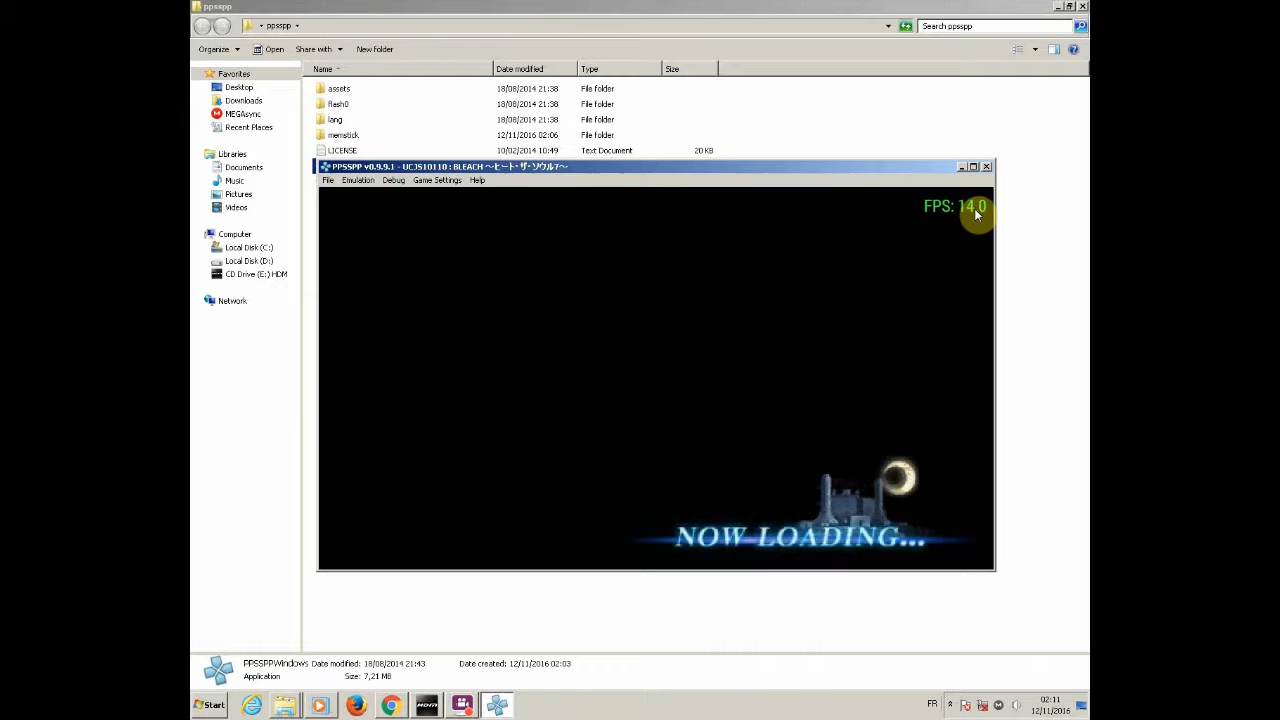 ppsspp
ppsspp
Search ppsspp
Organize
Open
Share with
New folder
Name
Date modified
Type
Size
Favorites
Desktop
Downloads
MEGAsync
Recent Places
Libraries
Documents
Music
Pictures
Videos
Computer
Local Disk (C:)
Local Disk (D:)
CD Drive (E:) HDM
Network
assets 18/08/2014 21:38 File folder
flash0 18/08/2014 21:38 File folder
lang 18/08/2014 21:38 File folder
memstick 12/11/2016 02:06 File folder
LICENSE 10/02/2014 10:49 Text Document 20 KB
PPSSPP v0.9.9.1 - UCJS10110 : BLEACH ～ヒート・ザ・ソウル7～
File Emulation Debug Game Settings Help
FPS: 14.0
NOW LOADING...
PPSSPPWindows Date modified: 18/08/2014 21:43 Date created: 12/11/2016 02:03
Application Size: 7,21 MB
Start
HDM
FR
02:11
12/11/2016